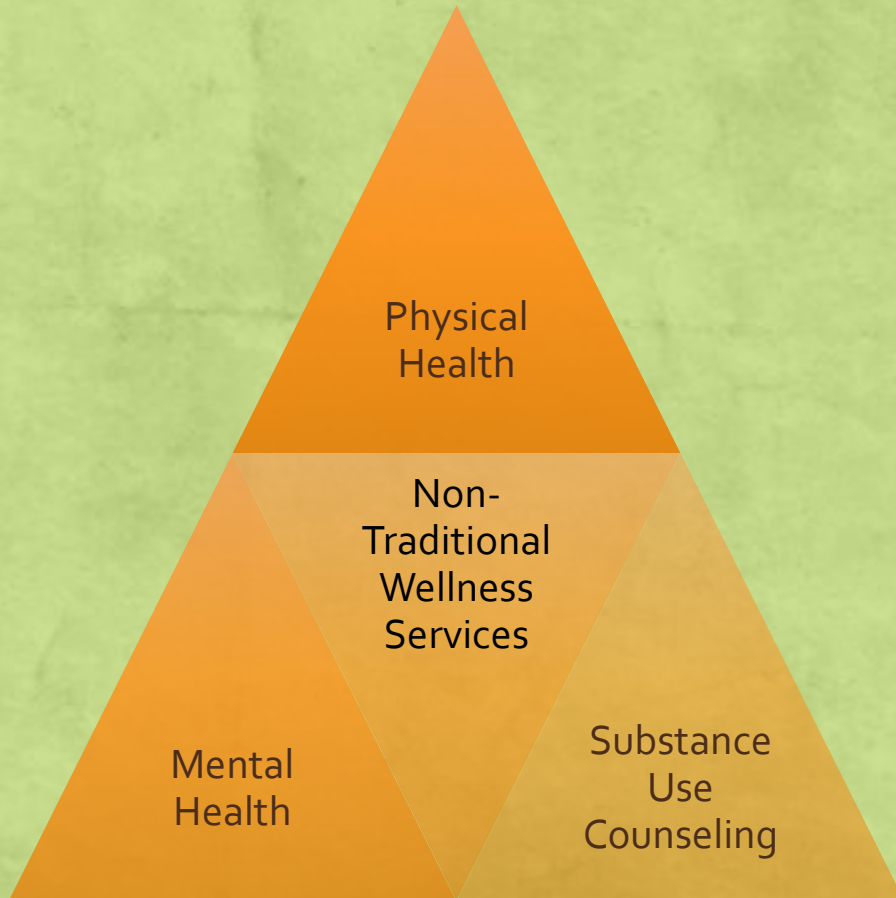 Physical
Health
Non-
Traditional
Wellness
Services
Mental
Health
Substance
Use
Counseling